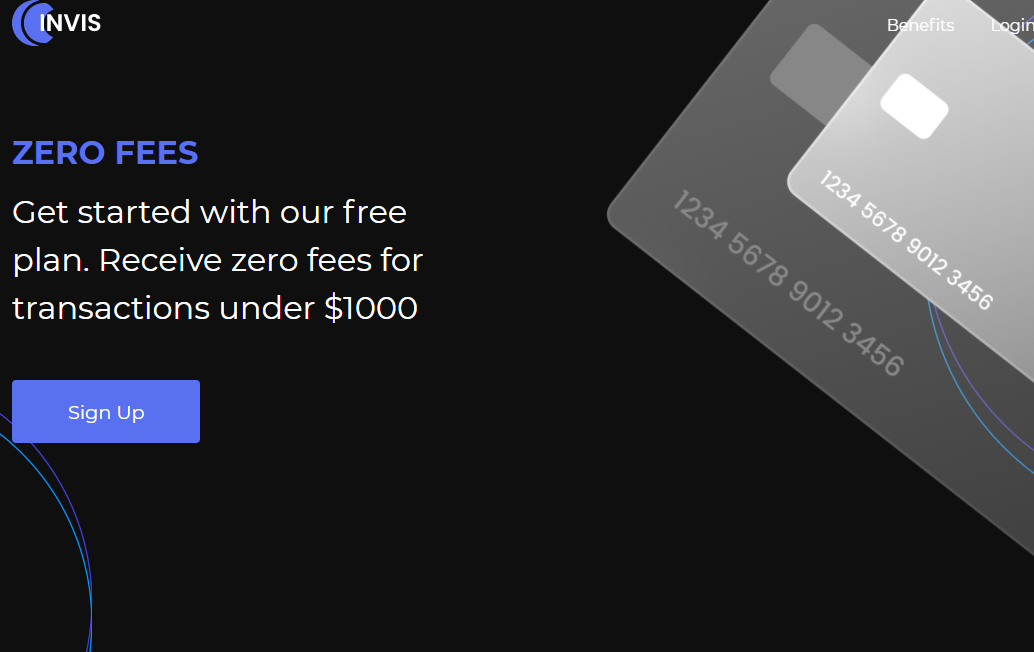 INVIS
Benefits
Login
ZERO FEES
Get started with our free
plan. Receive zero fees for
transactions under $1000
Sign Up
1234 5678 9012 3456
1234 5678 9012 3456